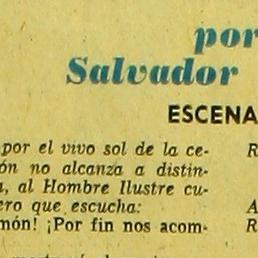 por
Salvador
ESCENA
por el vivo sol de la ce-
ón no alcanza a distin-
, al Hombre Ilustre cu-
ero que escucha:
món! ¡Por fin nos acom-
R
A
R